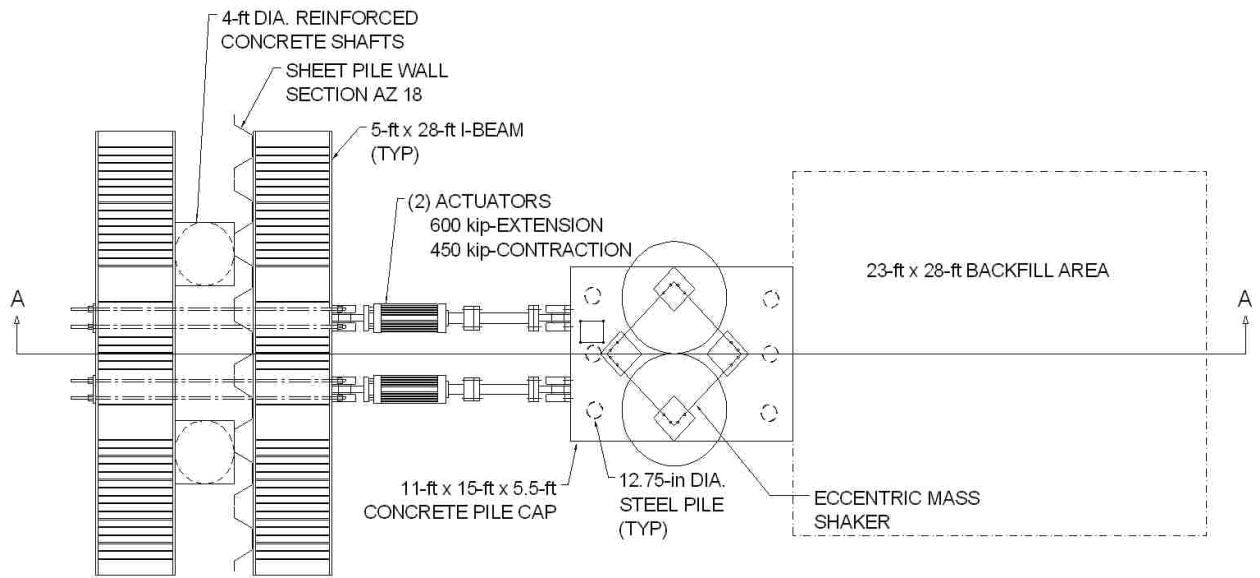 4-ft DIA. REINFORCED
CONCRETE SHAFTS
SHEET PILE WALL
SECTION AZ 18
5-ft x 28-ft I-BEAM
(TYP)
(2) ACTUATORS
600 kip-EXTENSION
450 kip-CONTRACTION
23-ft x 28-ft BACKFILL AREA
A
A
11-ft x 15-ft x 5.5-ft
CONCRETE PILE CAP
12.75-in DIA.
STEEL PILE
(TYP)
ECCENTRIC MASS
SHAKER